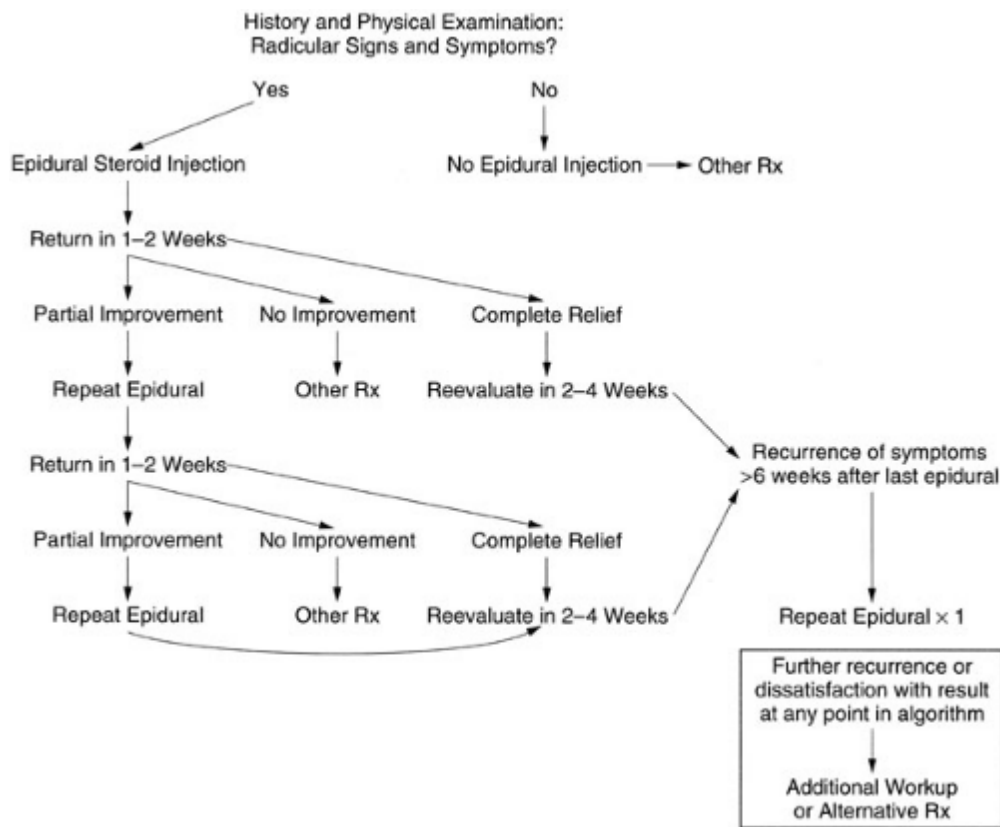 History and Physical Examination:
Radicular Signs and Symptoms?
Yes
No
Epidural Steroid Injection
No Epidural Injection
Other Rx
Return in 1–2 Weeks
Partial Improvement
No Improvement
Complete Relief
Repeat Epidural
Other Rx
Reevaluate in 2–4 Weeks
Return in 1–2 Weeks
Recurrence of symptoms
>6 weeks after last epidural
Partial Improvement
No Improvement
Complete Relief
Repeat Epidural
Other Rx
Reevaluate in 2–4 Weeks
Repeat Epidural × 1
Further recurrence or
dissatisfaction with result
at any point in algorithm
Additional Workup
or Alternative Rx